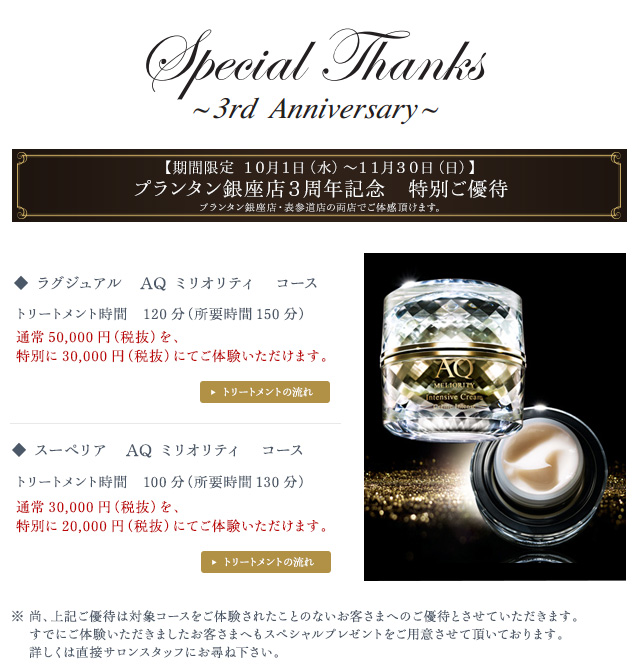 Special Thanks
~3rd Anniversary~
【期間限定 10月1日(水)～11月30日(日)】
プランタン銀座店3周年記念 特別ご優待
プランタン銀座店・表参道店の両店でご体感頂けます。
◆ ラグジュアル AQ ミリオリティ コース
トリートメント時間 120分(所要時間150分)
通常50,000円(税抜)を、
特別に30,000円(税抜)にてご体験いただけます。
トリートメントの流れ
◆ スーペリア AQ ミリオリティ コース
トリートメント時間 100分(所要時間130分)
通常30,000円(税抜)を、
特別に20,000円(税抜)にてご体験いただけます。
トリートメントの流れ
AQ
MELIORITY
Intensive Cream
※ 尚、上記ご優待は対象コースをご体験されたことのないお客さまへのご優待とさせていただきます。
すでにご体験いただきましたお客さまへもスペシャルプレゼントをご用意させて頂いております。
詳しくは直接サロンスタッフにお尋ね下さい。